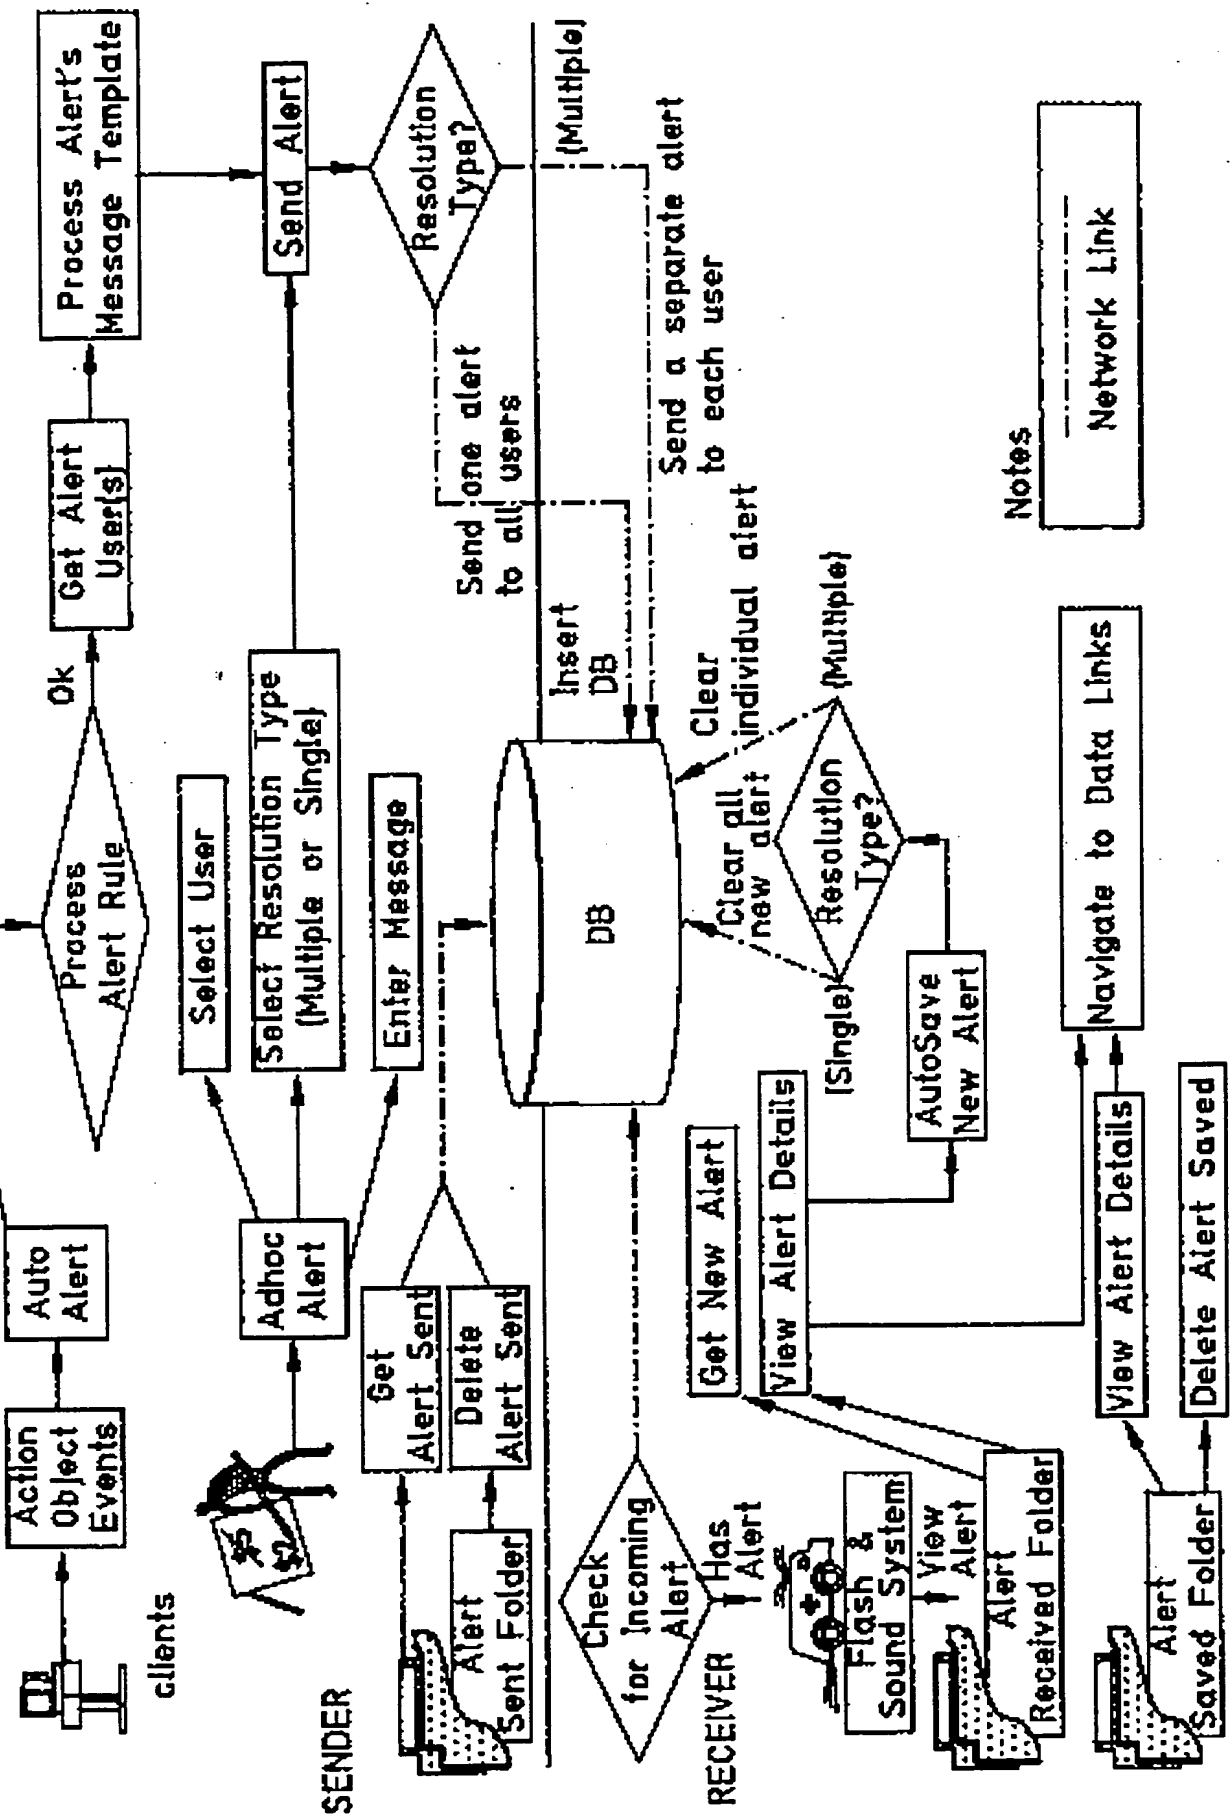 Action
Object
Events
Auto
Alert
Process
Alert Rule
Ok
Get Alert
User(s)
Process Alert's
Message Template
Clients
Select User
Adhoc
Alert
Select Resolution Type
(Multiple or Single)
Send Alert
Enter Message
SENDER
Get
Alert Sent
Delete
Alert Sent
Alert
Sent Folder
Resolution
Type?
Send one alert
to all users
(Multiple)
Insert
DB
DB
Send a separate alert
to each user
Check
for Incoming
Alert
Has
Alert
RECEIVER
Clear
individual alert
Clear all
new alert
(Multiple)
(Single)
Resolution
Type?
Get New Alert
View Alert Details
AutoSave
New Alert
Flash &
Sound System
View
Alert
Alert
Received Folder
Navigate to Data Links
View Alert Details
Delete Alert Saved
Alert
Saved Folder
Notes
Network Link